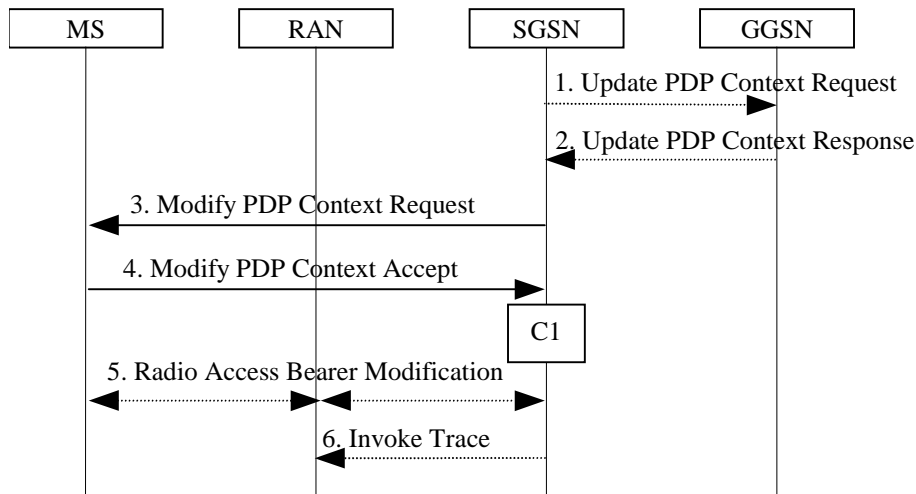 MS
RAN
SGSN
GGSN
1. Update PDP Context Request
2. Update PDP Context Response
3. Modify PDP Context Request
4. Modify PDP Context Accept
C1
5. Radio Access Bearer Modification
6. Invoke Trace